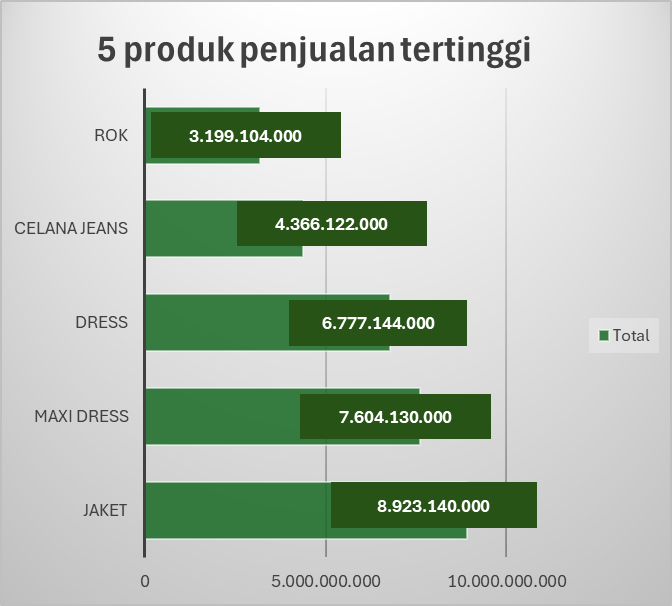 5 produk penjualan tertinggi
ROK
3.199.104.000
CELANA JEANS
4.366.122.000
DRESS
6.777.144.000
Total
MAXI DRESS
7.604.130.000
JAKET
8.923.140.000
0
5.000.000.000
10.000.000.000